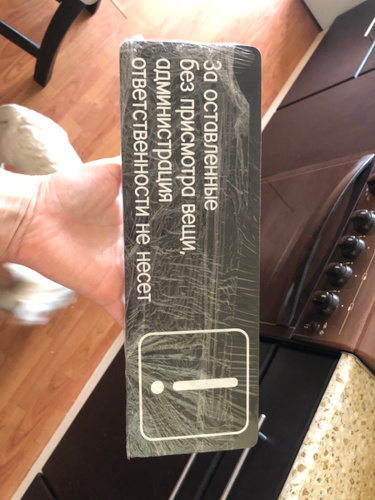 За оставленные
без присмотра вещи,
администрация
ответственности не несет